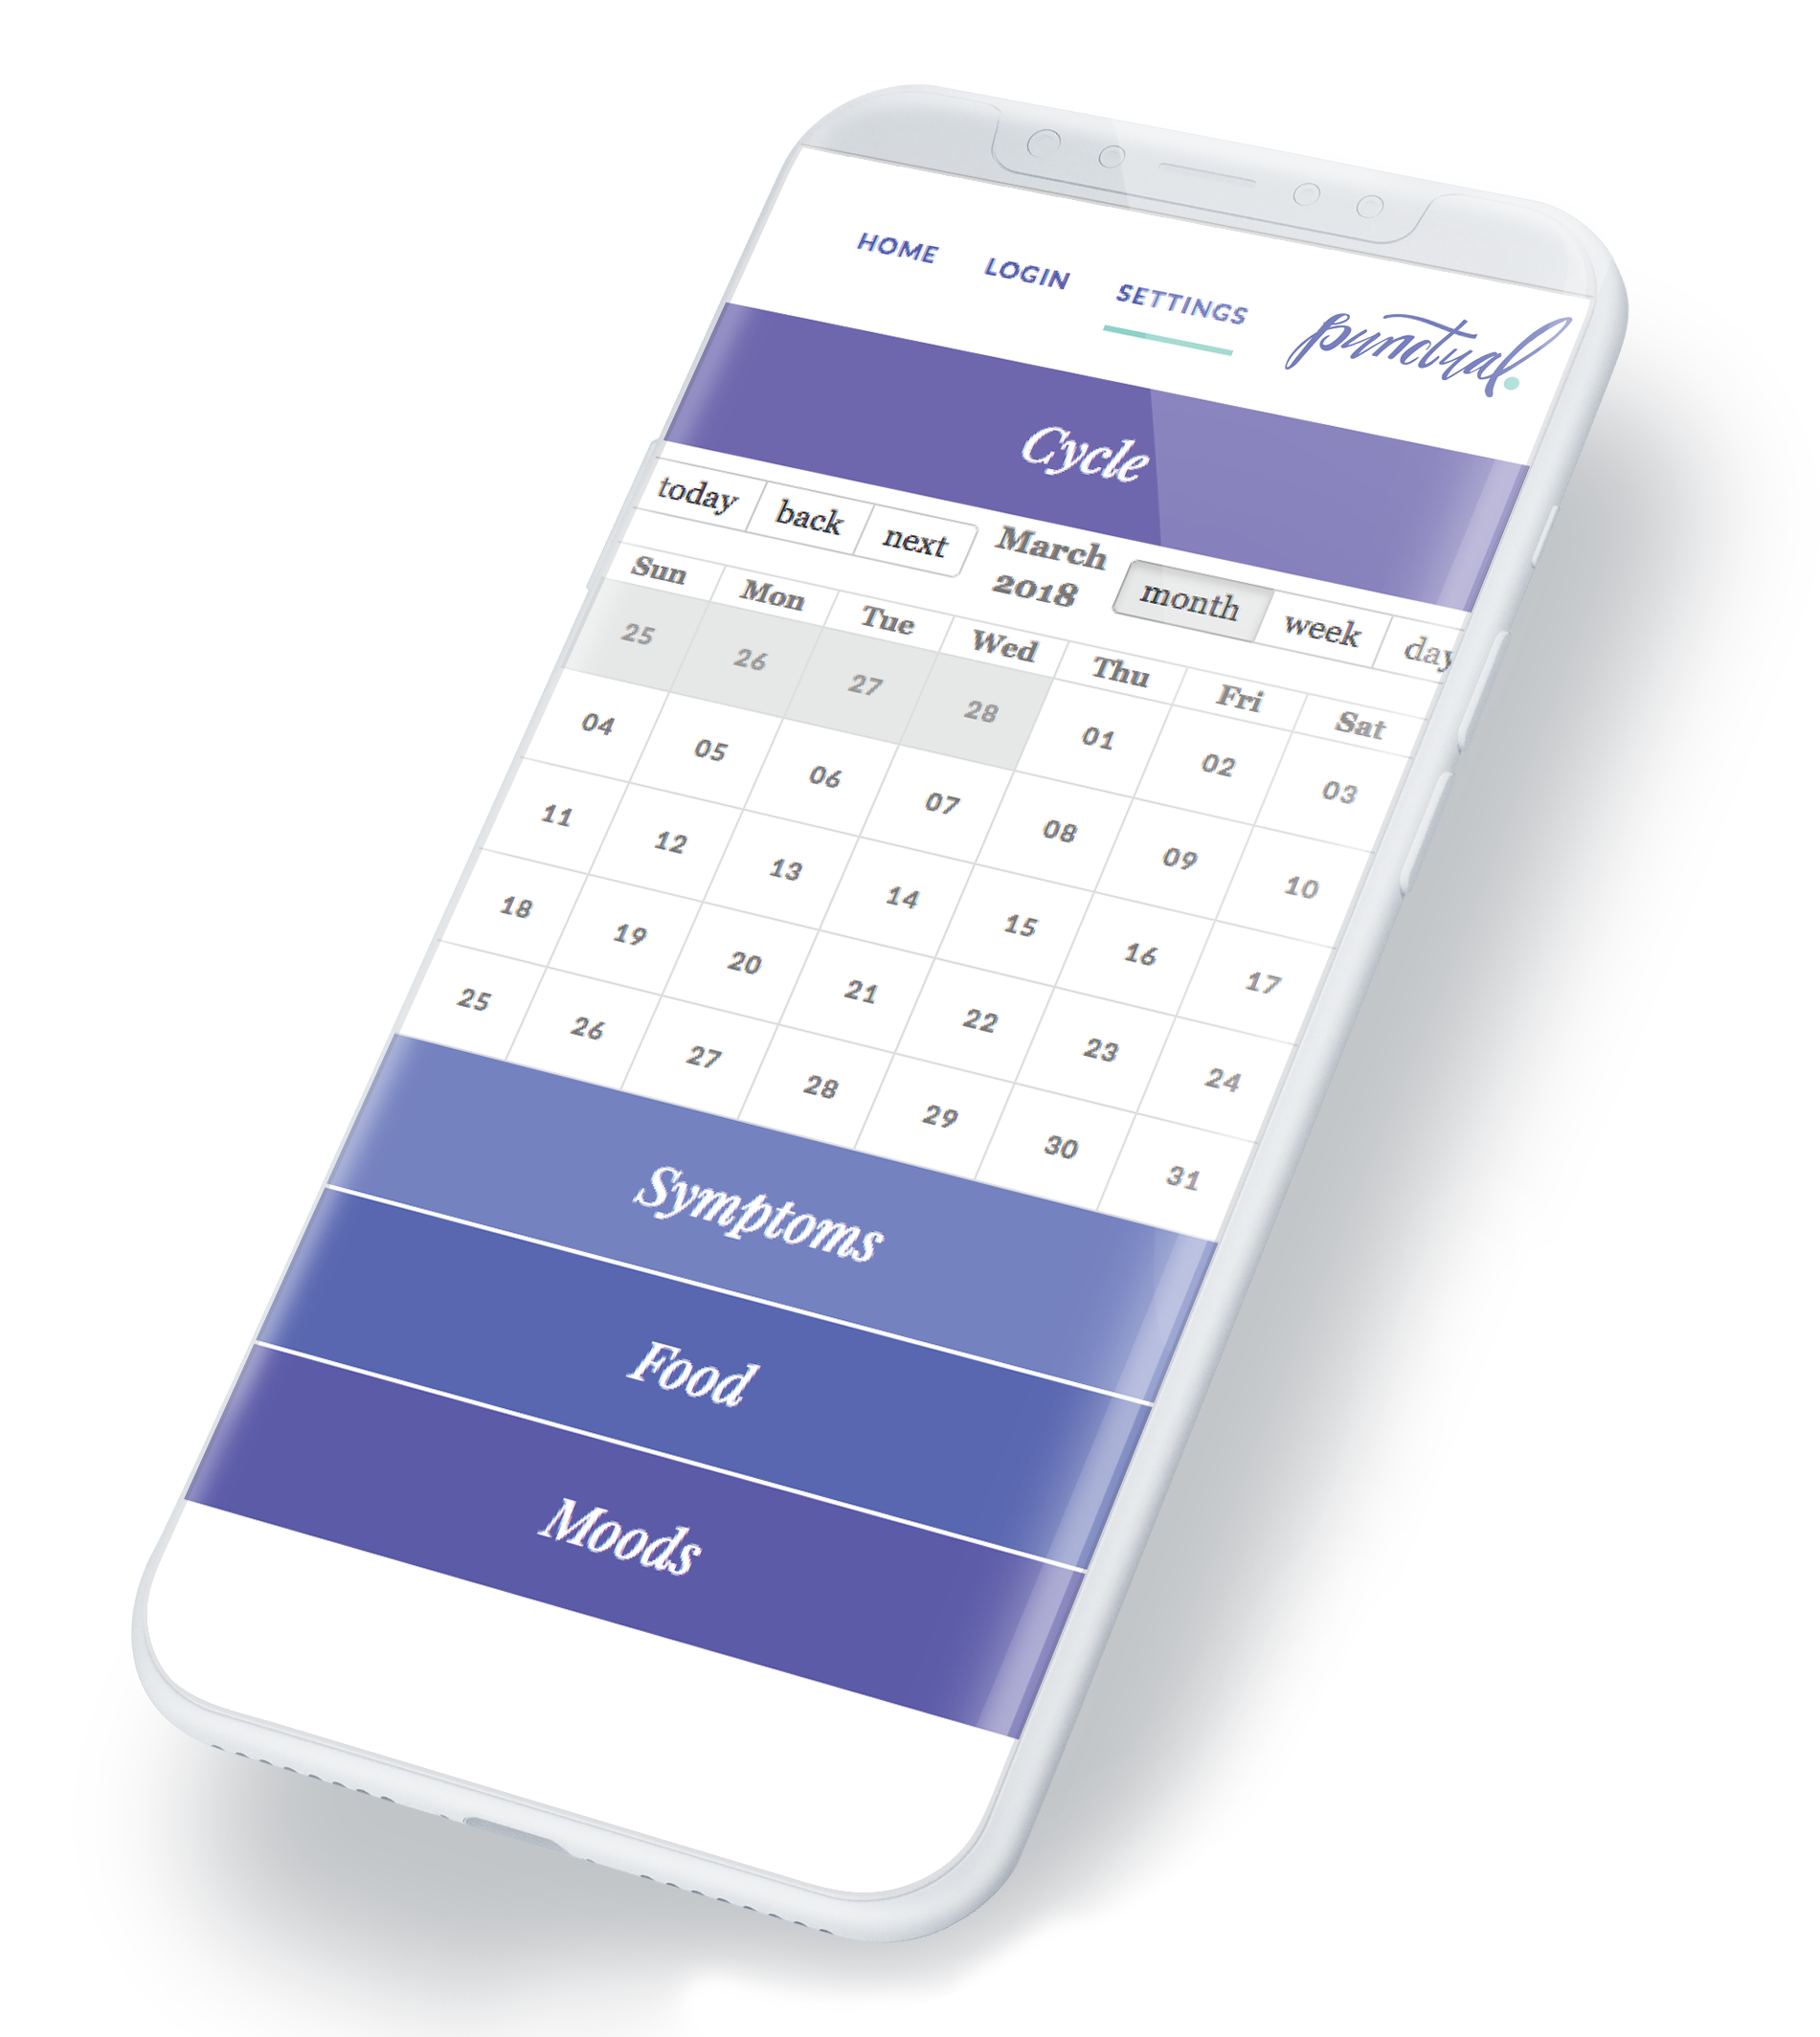 HOME LOGIN SETTINGS punctual.
Cycle
today back next March 2018 month week day
Sun Mon Tue Wed Thu Fri Sat
25 26 27 28 01 02 03
04 05 06 07 08 09 10
11 12 13 14 15 16 17
18 19 20 21 22 23 24
25 26 27 28 29 30 31
Symptoms
Food
Moods